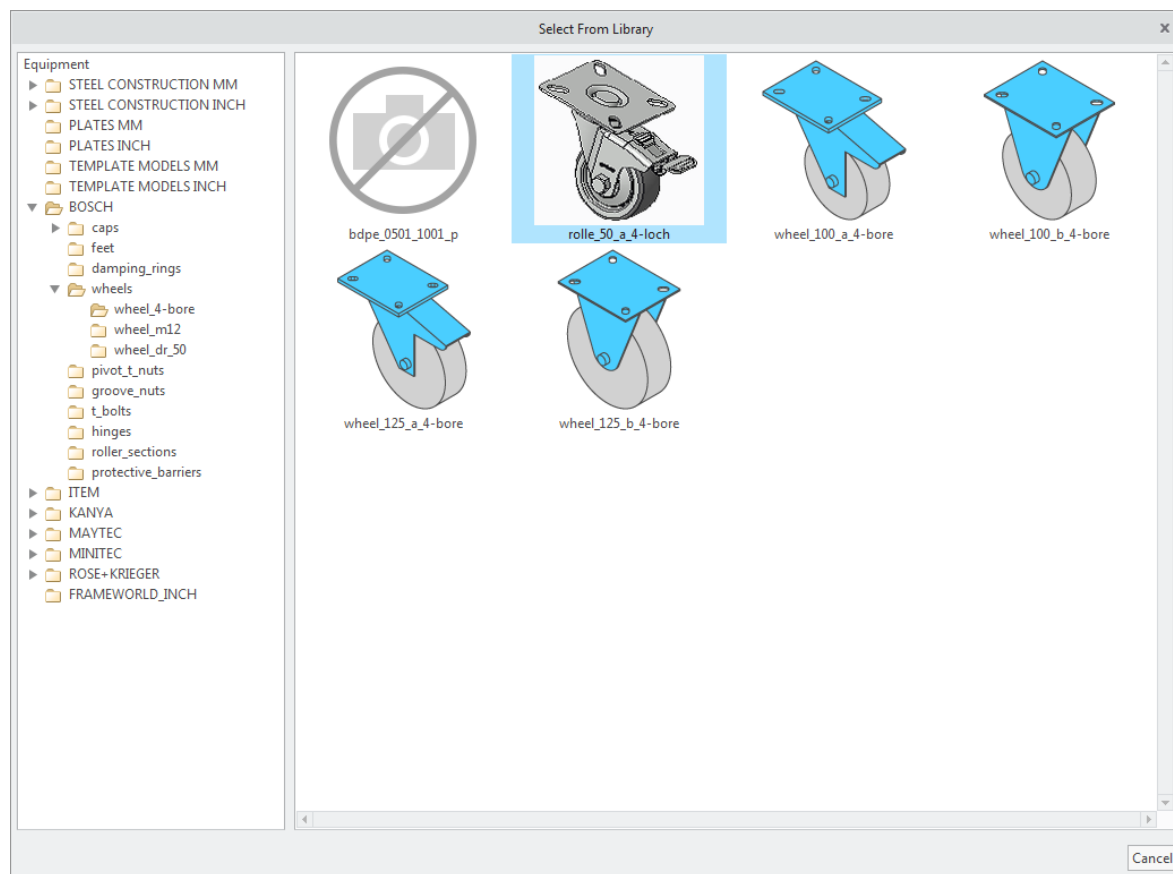 Select From Library
x
Equipment
STEEL CONSTRUCTION MM
STEEL CONSTRUCTION INCH
PLATES MM
PLATES INCH
TEMPLATE MODELS MM
TEMPLATE MODELS INCH
BOSCH
caps
feet
damping_rings
wheels
wheel_4-bore
wheel_m12
wheel_dr_50
pivot_t_nuts
groove_nuts
t_bolts
hinges
roller_sections
protective_barriers
ITEM
KANYA
MAYTEC
MINITEC
ROSE+KRIEGER
FRAMEWORLD_INCH
bdpe_0501_1001_p
rolle_50_a_4-loch
wheel_100_a_4-bore
wheel_100_b_4-bore
wheel_125_a_4-bore
wheel_125_b_4-bore
Cancel